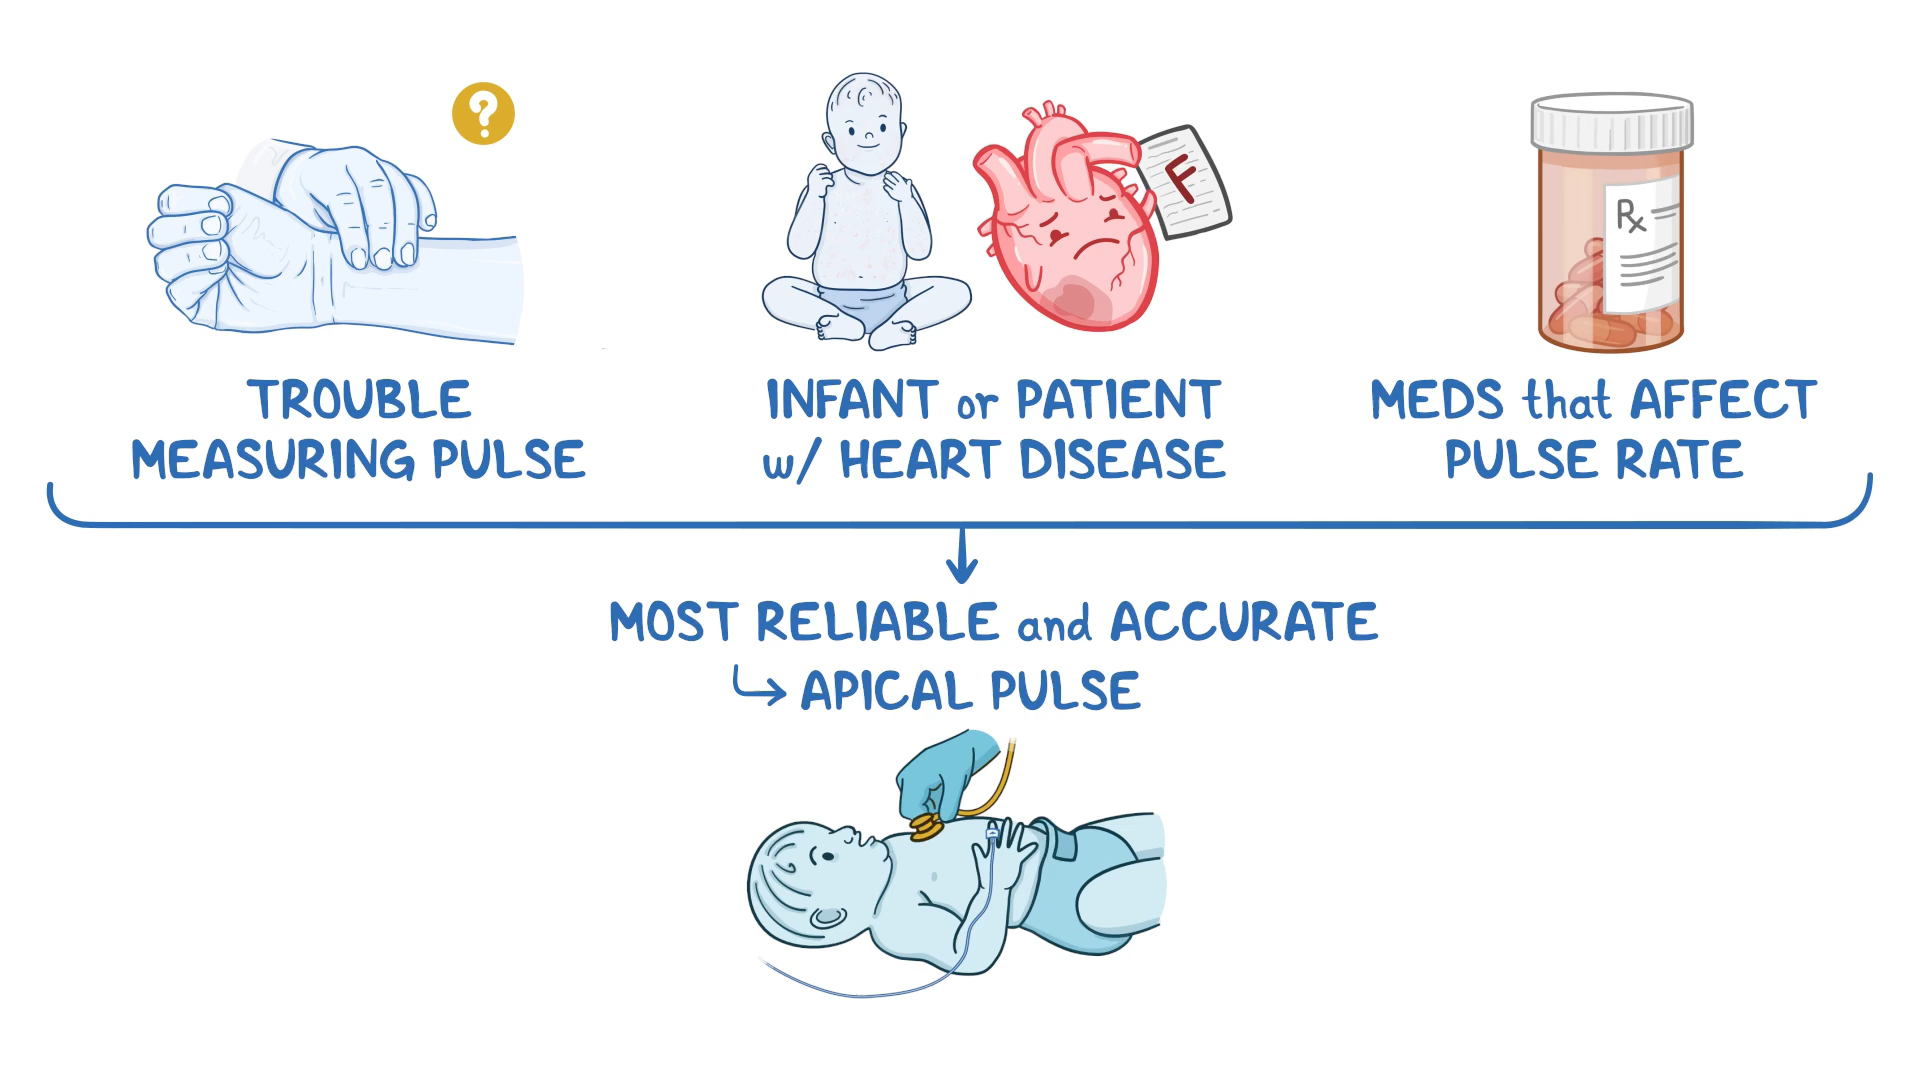 ?
F
Rx
TROUBLE
MEASURING PULSE
INFANT or PATIENT
w/ HEART DISEASE
MEDS that AFFECT
PULSE RATE
MOST RELIABLE and ACCURATE
APICAL PULSE